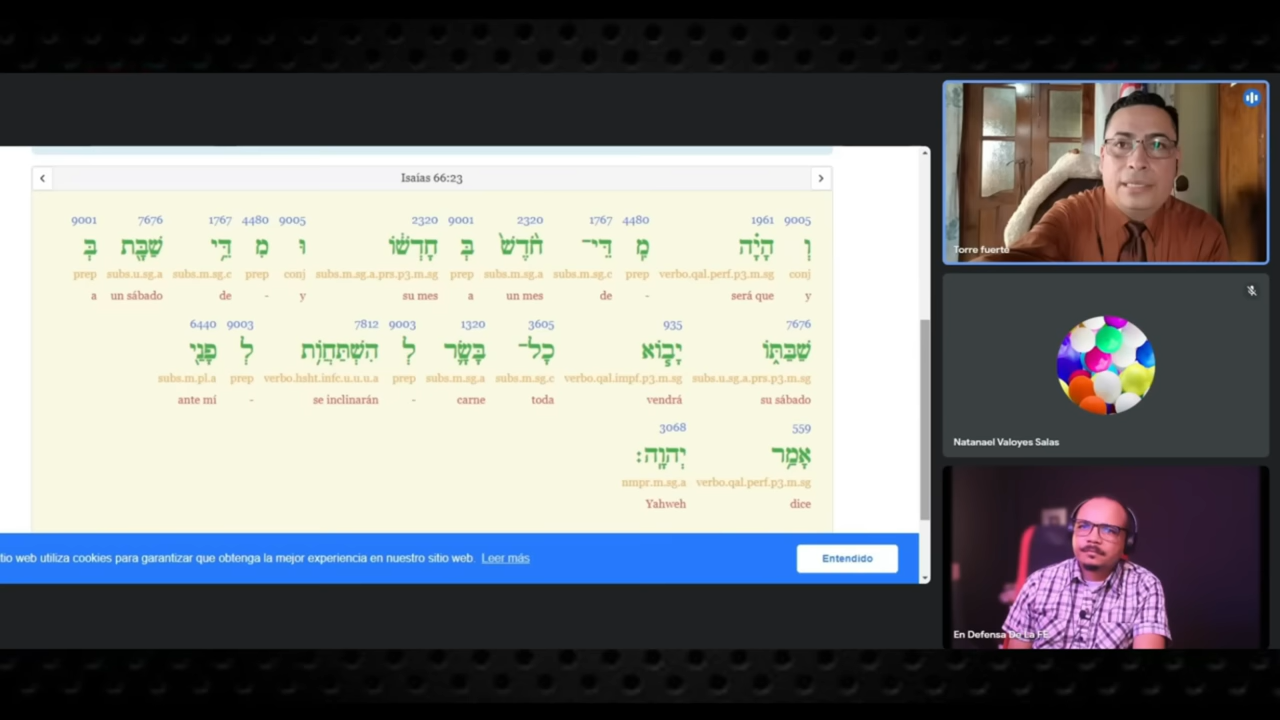 Isaías 66:23
9005 1961 4480 1767 2320 9001 2320 9005 4480 1767 7676 9001
וְ הָיָ֗ה מִֽ דֵּי־ חֹ֙דֶשׁ֙ בְּ חָדְשׁ֔וֹ וּ מִ דֵּ֥י שַׁבָּ֖ת בְּ
conj verbo.qal.perf.p3.m.sg prep subs.m.sg.c subs.m.sg.a prep subs.m.sg.a.prs.p3.m.sg conj prep subs.m.sg.c subs.u.sg.a prep
y será que - de un mes a su mes y - de un sábado a
7676 935 3605 1320 9003 7812 9003 6440
שַׁבַּתּ֑וֹ יָב֧וֹא כָל־ בָּשָׂ֛ר לְ הִשְׁתַּחֲוֺ֥ת לְ פָנַ֖י
subs.u.sg.a.prs.p3.m.sg verbo.qal.impf.p3.m.sg subs.m.sg.c subs.m.sg.a prep verbo.hsht.infc.u.u.u.a prep subs.m.pl.a
su sábado vendrá toda carne - se inclinarán - ante mí
559 3068
אָמַ֥ר יְהוָֽה׃
verbo.qal.perf.p3.m.sg nmpr.m.sg.a
dice Yahweh
tio web utiliza cookies para garantizar que obtenga la mejor experiencia en nuestro sitio web. Leer más
Entendido
Torre fuerte
Natanael Valoyes Salas
En Defensa De La FE